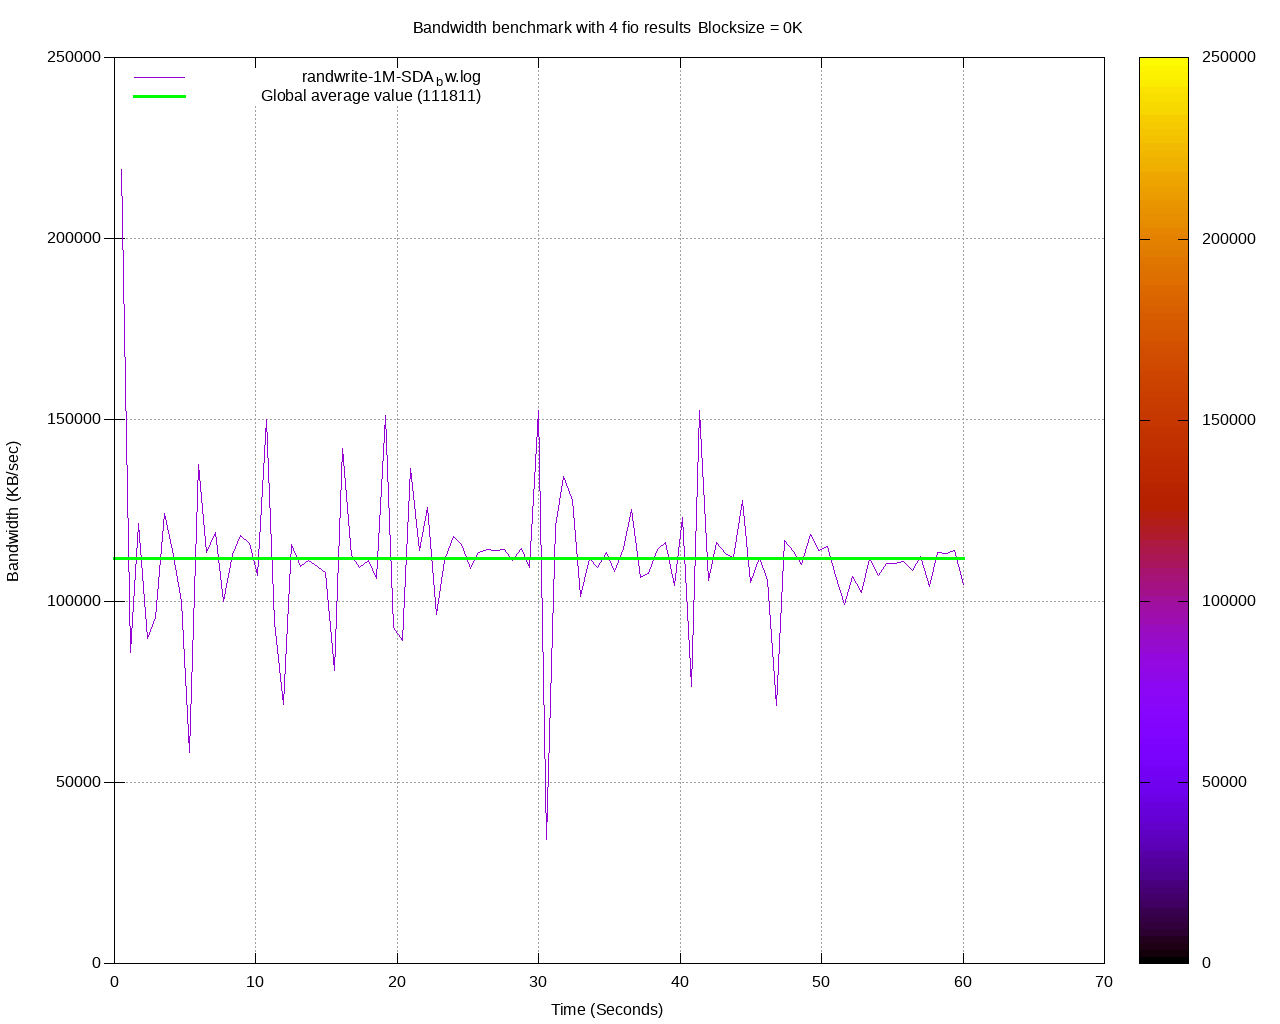 Bandwidth benchmark with 4 fio results Blocksize = 0K
randwrite-1M-SDA_bw.log
Global average value (111811)
250000
200000
150000
100000
50000
0
Bandwidth (KB/sec)
0 10 20 30 40 50 60 70
Time (Seconds)
250000
200000
150000
100000
50000
0